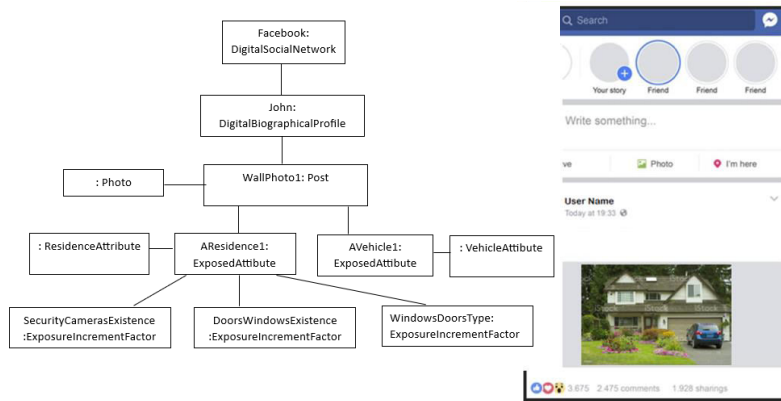 Facebook:
DigitalSocialNetwork
John:
DigitalBiographicalProfile
WallPhoto1: Post
: Photo
: ResidenceAttribute
AResidence1:
ExposedAttibute
AVehicle1:
ExposedAttibute
: VehicleAttibute
SecurityCamerasExistence
:ExposureIncrementFactor
DoorsWindowsExistence
:ExposureIncrementFactor
WindowsDoorsType:
ExposureIncrementFactor
Search
Your story
Friend
Friend
Friend
Write something...
ve
Photo
I'm here
User Name
Today at 19:33
iStock
3.675
2.475 comments
1.928 sharings